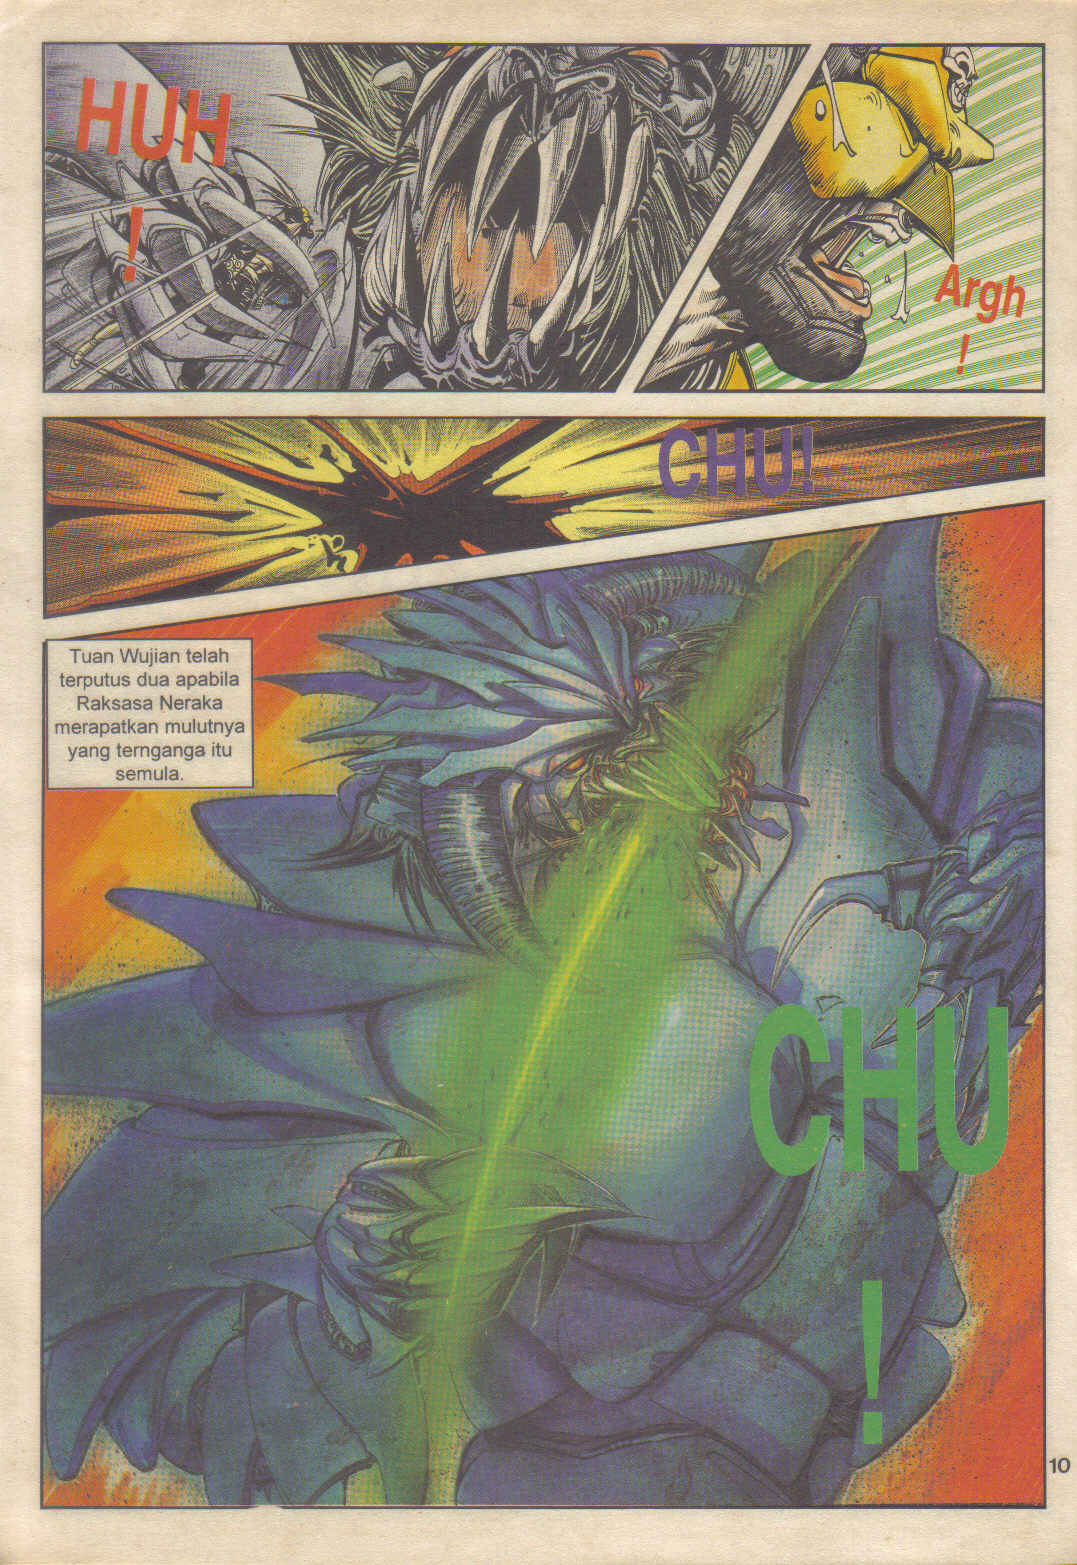 HUH
!
Argh
!
CHU!
Tuan Wujian telah
terputus dua apabila
Raksasa Neraka
merapatkan mulutnya
yang ternganga itu
semula.
CHU
!
10